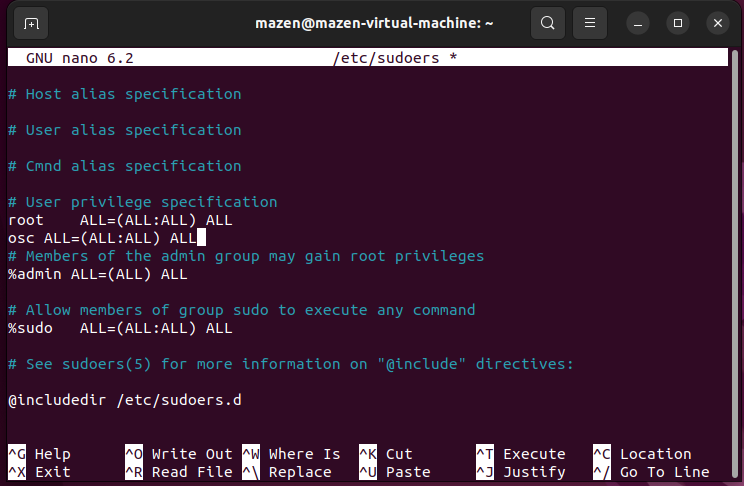 mazen@mazen-virtual-machine: ~
GNU nano 6.2 /etc/sudoers *
# Host alias specification
# User alias specification
# Cmnd alias specification
# User privilege specification
root ALL=(ALL:ALL) ALL
osc ALL=(ALL:ALL) ALL
# Members of the admin group may gain root privileges
%admin ALL=(ALL) ALL
# Allow members of group sudo to execute any command
%sudo ALL=(ALL:ALL) ALL
# See sudoers(5) for more information on "@include" directives:
@includedir /etc/sudoers.d
^G Help ^O Write Out ^W Where Is ^K Cut ^T Execute ^C Location
^X Exit ^R Read File ^\ Replace ^U Paste ^J Justify ^/ Go To Line